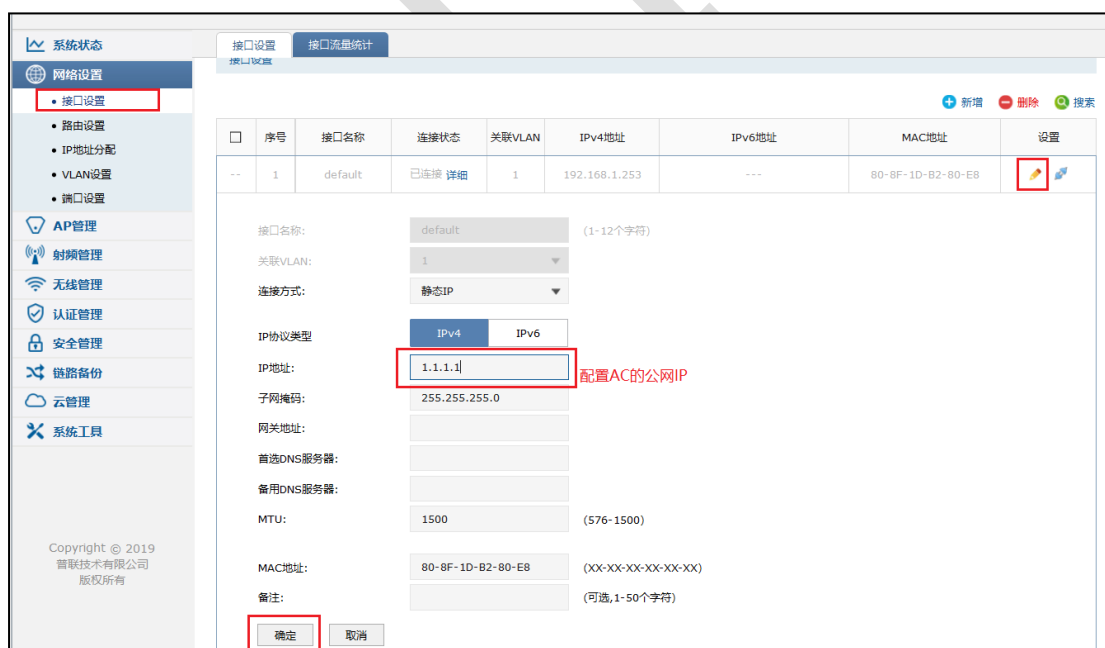 系统状态
网络设置
接口设置
路由设置
IP地址分配
VLAN设置
端口设置
AP管理
射频管理
无线管理
认证管理
安全管理
链路备份
云管理
系统工具
Copyright © 2019
普联技术有限公司
版权所有
接口设置 接口流量统计
接口设置
新增 删除 搜索
序号 接口名称 连接状态 关联VLAN IPv4地址 IPv6地址 MAC地址 设置
-- 1 default 已连接 详细 1 192.168.1.253 --- 80-8F-1D-B2-80-E8
接口名称: default (1-12个字符)
关联VLAN: 1
连接方式: 静态IP
IP协议类型 IPv4 IPv6
IP地址: 1.1.1.1 配置AC的公网IP
子网掩码: 255.255.255.0
网关地址:
首选DNS服务器:
备用DNS服务器:
MTU: 1500 (576-1500)
MAC地址: 80-8F-1D-B2-80-E8 (XX-XX-XX-XX-XX-XX)
备注: (可选,1-50个字符)
确定 取消